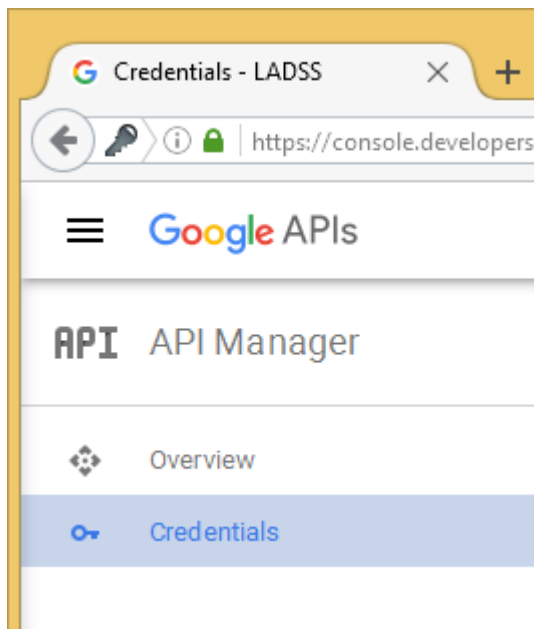 Credentials - LADSS
https://console.developers
Google APIs
API API Manager
Overview
Credentials